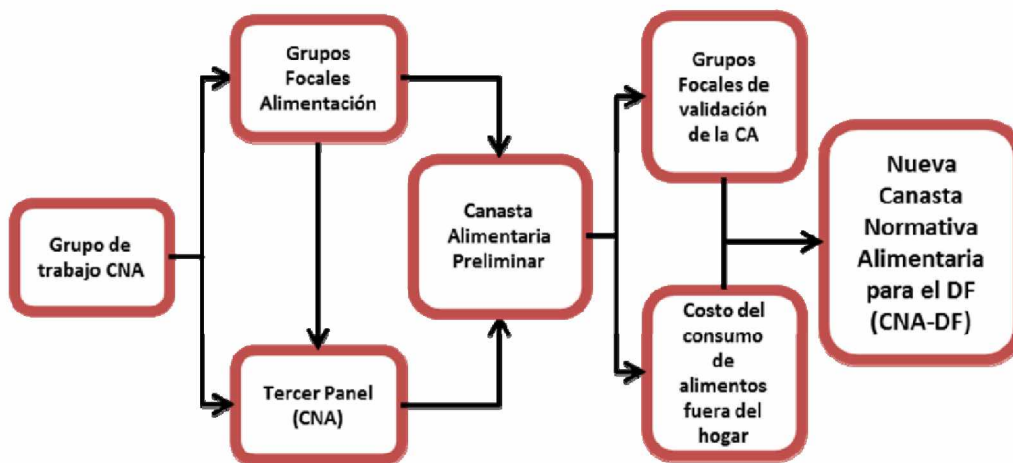 Grupo de
trabajo CNA
Grupos
Focales
Alimentación
Tercer Panel
(CNA)
Canasta
Alimentaria
Preliminar
Grupos
Focales de
validación
de la CA
Costo del
consumo
de
alimentos
fuera del
hogar
Nueva
Canasta
Normativa
Alimentaria
para el DF
(CNA-DF)